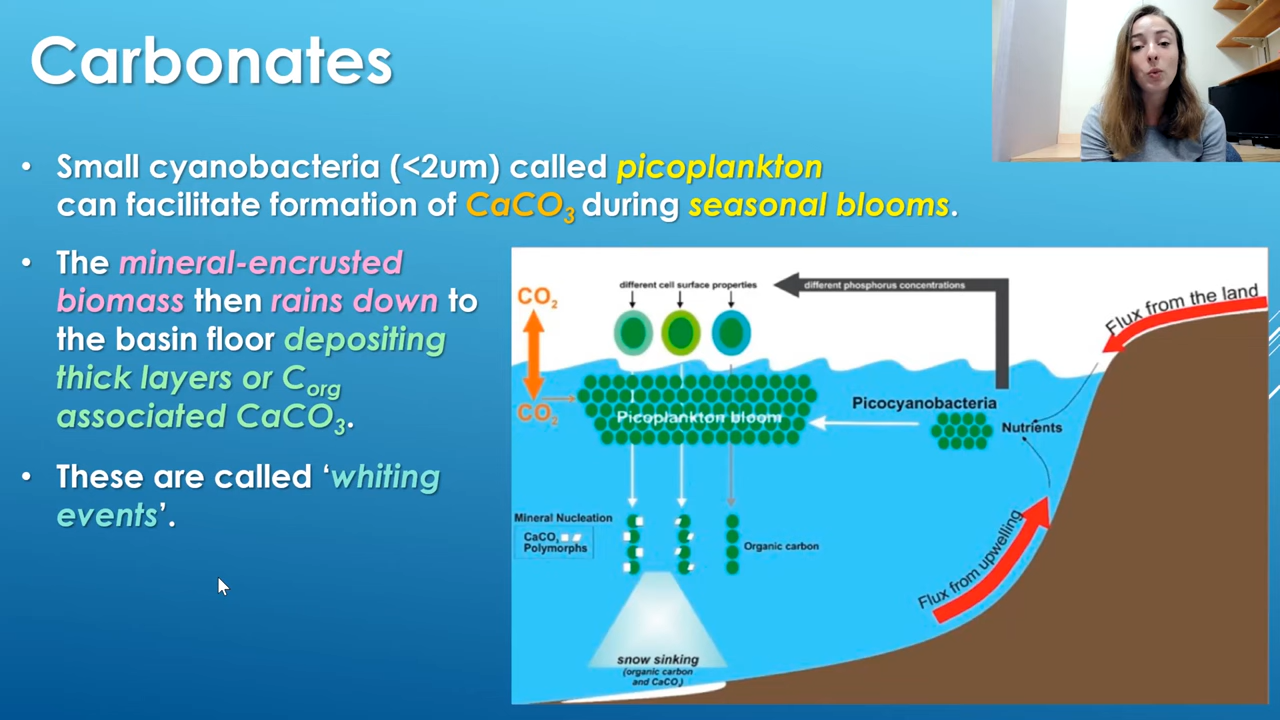 Carbonates
• Small cyanobacteria (<2um) called picoplankton
can facilitate formation of CaCO₃ during seasonal blooms.
• The mineral-encrusted
biomass then rains down to
the basin floor depositing
thick layers or Corg
associated CaCO₃.
• These are called ‘whiting
events’.
different cell surface properties
different phosphorus concentrations
CO₂
Flux from the land
CO₂
Picoplankton bloom
Picocyanobacteria
Nutrients
Mineral Nucleation
CaCO₃
Polymorphs
Organic carbon
Flux from upwelling
snow sinking
(organic carbon
and CaCO₃)